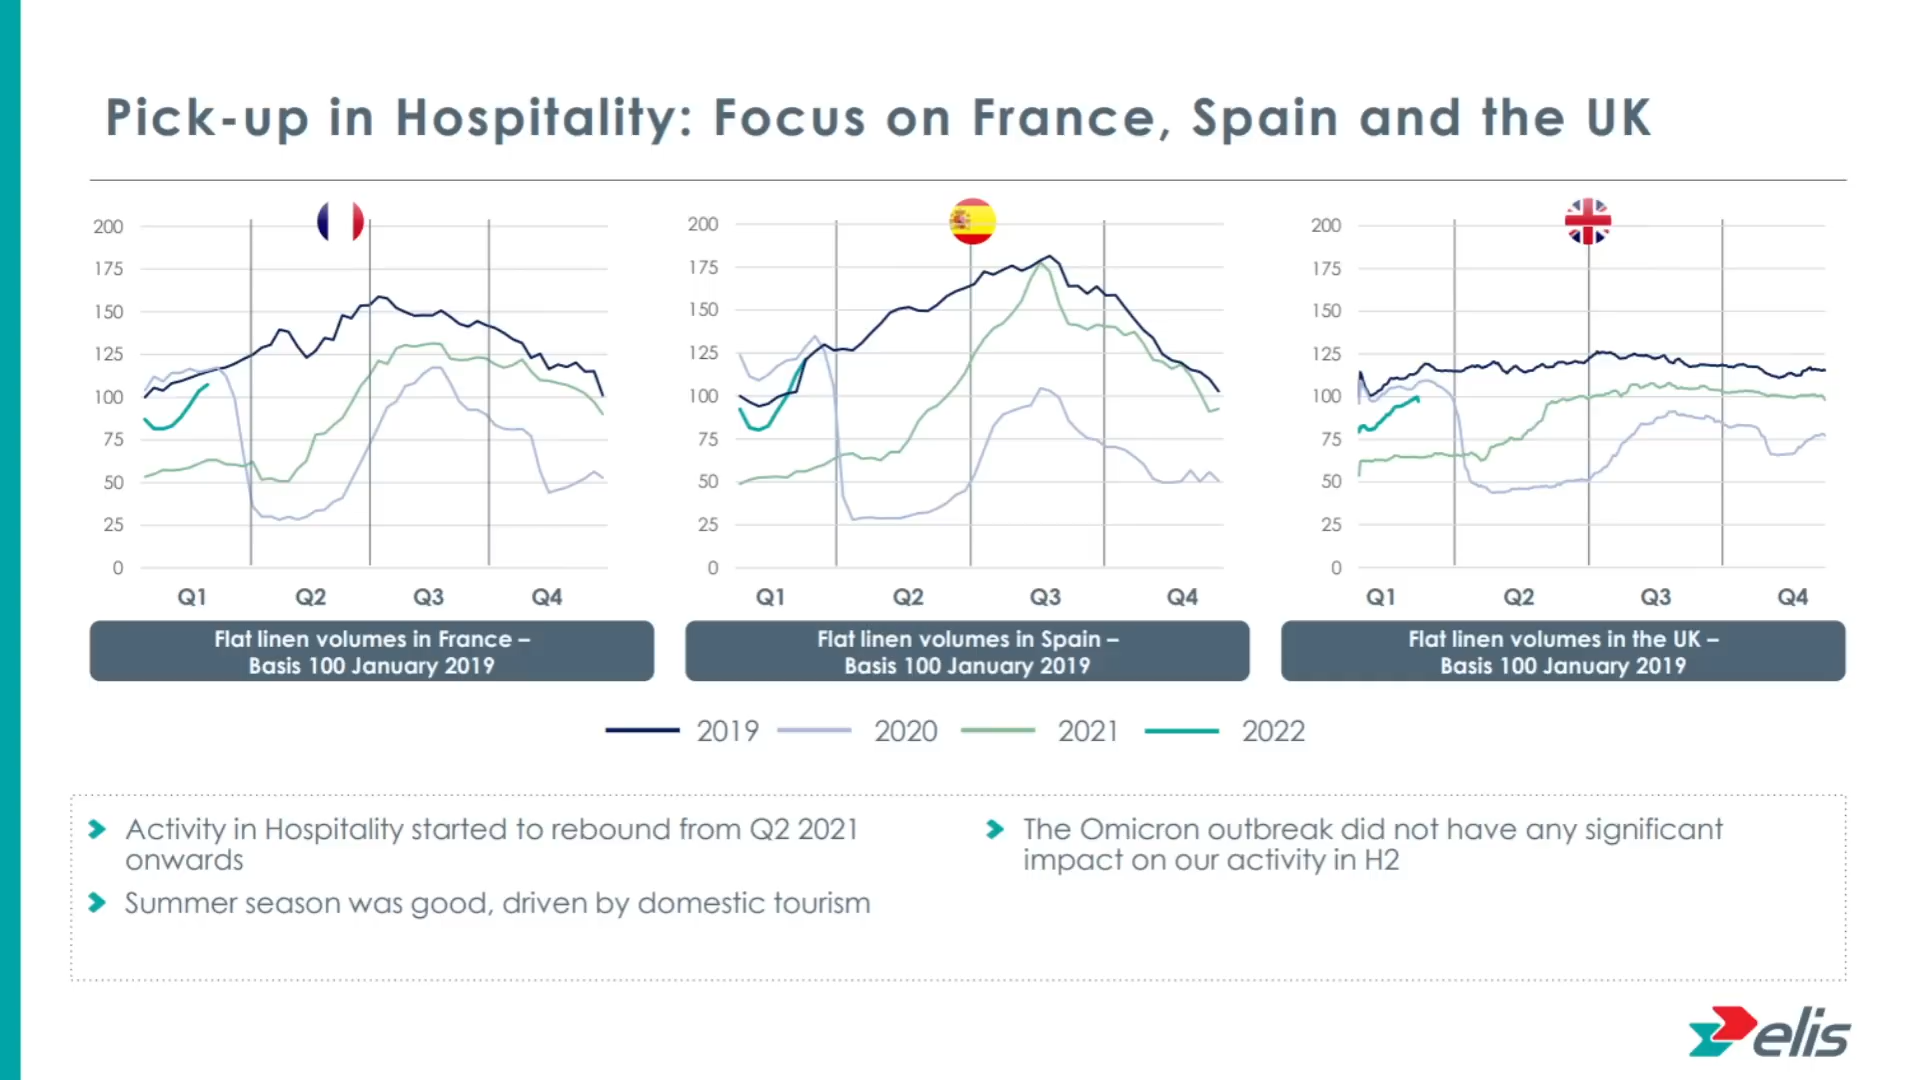 Pick-up in Hospitality: Focus on France, Spain and the UK
200
175
150
125
100
75
50
25
0
Q1 Q2 Q3 Q4
Flat linen volumes in France –
Basis 100 January 2019
200
175
150
125
100
75
50
25
0
Q1 Q2 Q3 Q4
Flat linen volumes in Spain –
Basis 100 January 2019
200
175
150
125
100
75
50
25
0
Q1 Q2 Q3 Q4
Flat linen volumes in the UK –
Basis 100 January 2019
2019 2020 2021 2022
Activity in Hospitality started to rebound from Q2 2021
onwards
Summer season was good, driven by domestic tourism
The Omicron outbreak did not have any significant
impact on our activity in H2
elis